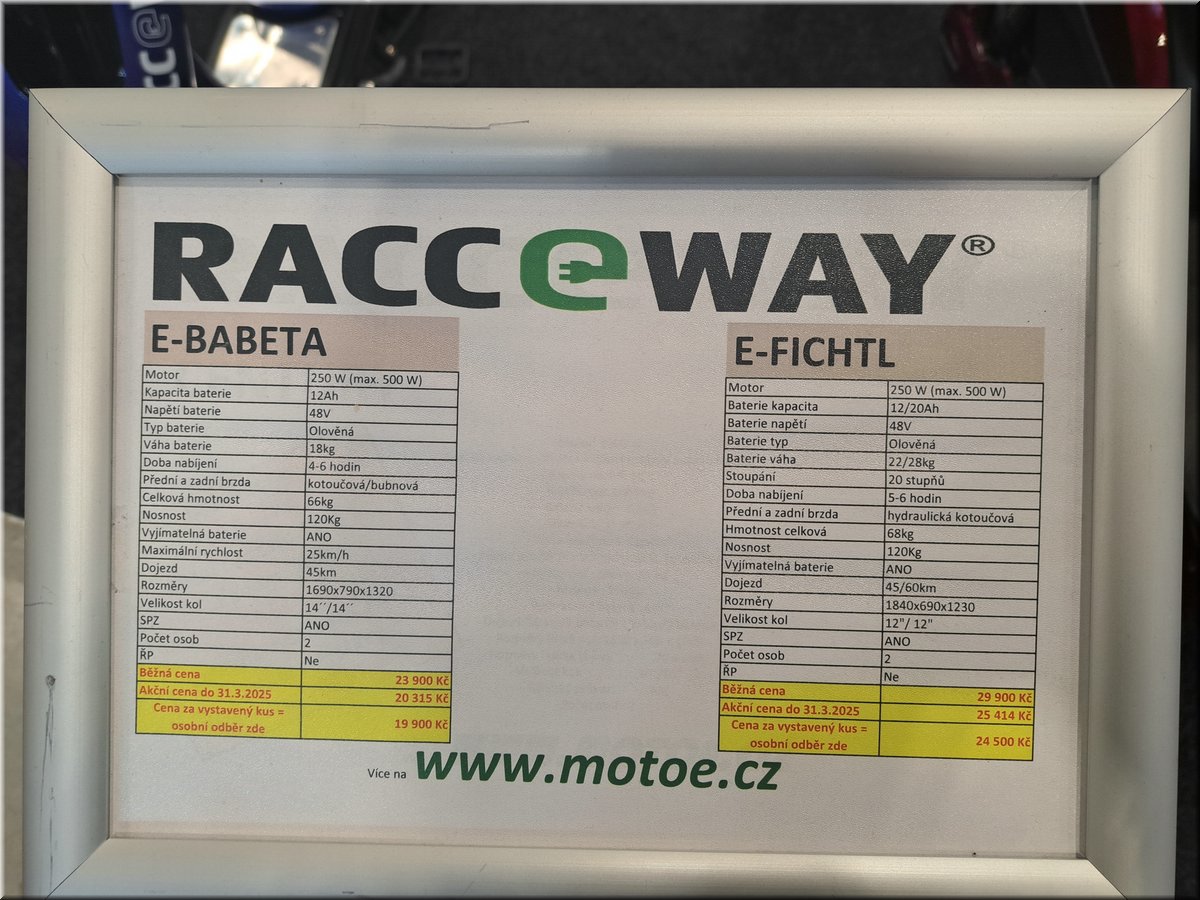 RACCeWAY®
E-BABETA
Motor 250 W (max. 500 W)
Kapacita baterie 12Ah
Napětí baterie 48V
Typ baterie Olověná
Váha baterie 18kg
Doba nabíjení 4-6 hodin
Přední a zadní brzda kotoučová/bubnová
Celková hmotnost 66kg
Nosnost 120Kg
Vyjímatelná baterie ANO
Maximální rychlost 25km/h
Dojezd 45km
Rozměry 1690x790x1320
Velikost kol 14´´/14´´
SPZ ANO
Počet osob 2
ŘP Ne
Běžná cena 23 900 Kč
Akční cena do 31.3.2025 20 315 Kč
Cena za vystavený kus =
osobní odběr zde 19 900 Kč
E-FICHTL
Motor 250 W (max. 500 W)
Baterie kapacita 12/20Ah
Baterie napětí 48V
Baterie typ Olověná
Baterie váha 22/28kg
Stoupání 20 stupňů
Doba nabíjení 5-6 hodin
Přední a zadní brzda hydraulická kotoučová
Hmotnost celková 68kg
Nosnost 120Kg
Vyjímatelná baterie ANO
Dojezd 45/60km
Rozměry 1840x690x1230
Velikost kol 12"/ 12"
SPZ ANO
Počet osob 2
ŘP Ne
Běžná cena 29 900 Kč
Akční cena do 31.3.2025 25 414 Kč
Cena za vystavený kus =
osobní odběr zde 24 500 Kč
Více na www.motoe.cz